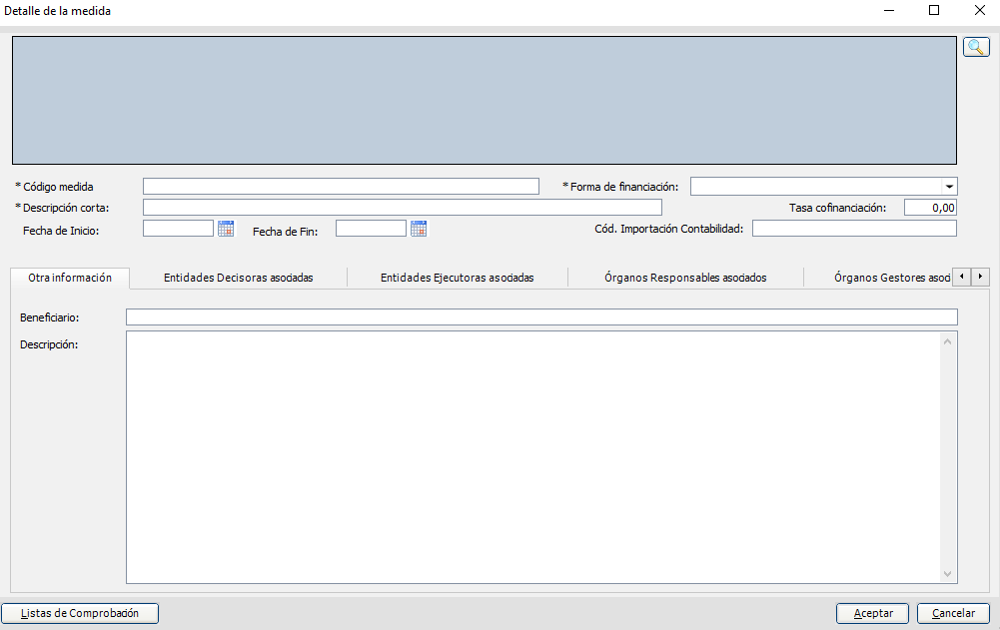 Detalle de la medida
* Código medida
* Forma de financiación:
* Descripción corta:
Tasa cofinanciación: 0,00
Fecha de Inicio:
Fecha de Fin:
Cód. Importación Contabilidad:
Otra información
Entidades Decisoras asociadas
Entidades Ejecutoras asociadas
Órganos Responsables asociados
Órganos Gestores asoci
Beneficiario:
Descripción:
Listas de Comprobación
Aceptar
Cancelar